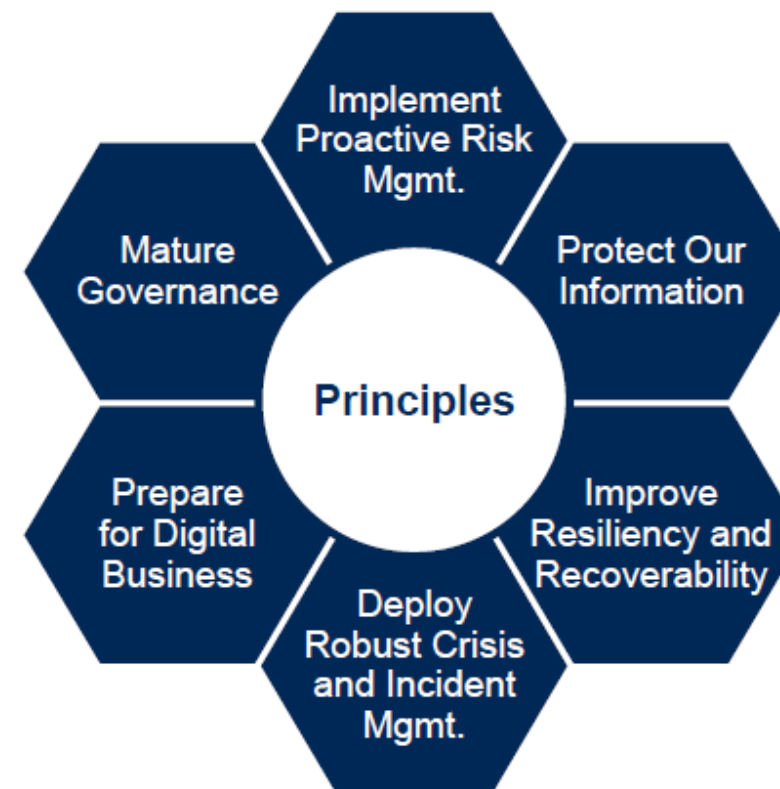 Implement
Proactive Risk
Mgmt.
Protect Our
Information
Improve
Resiliency and
Recoverability
Deploy
Robust Crisis
and Incident
Mgmt.
Prepare
for Digital
Business
Mature
Governance
Principles